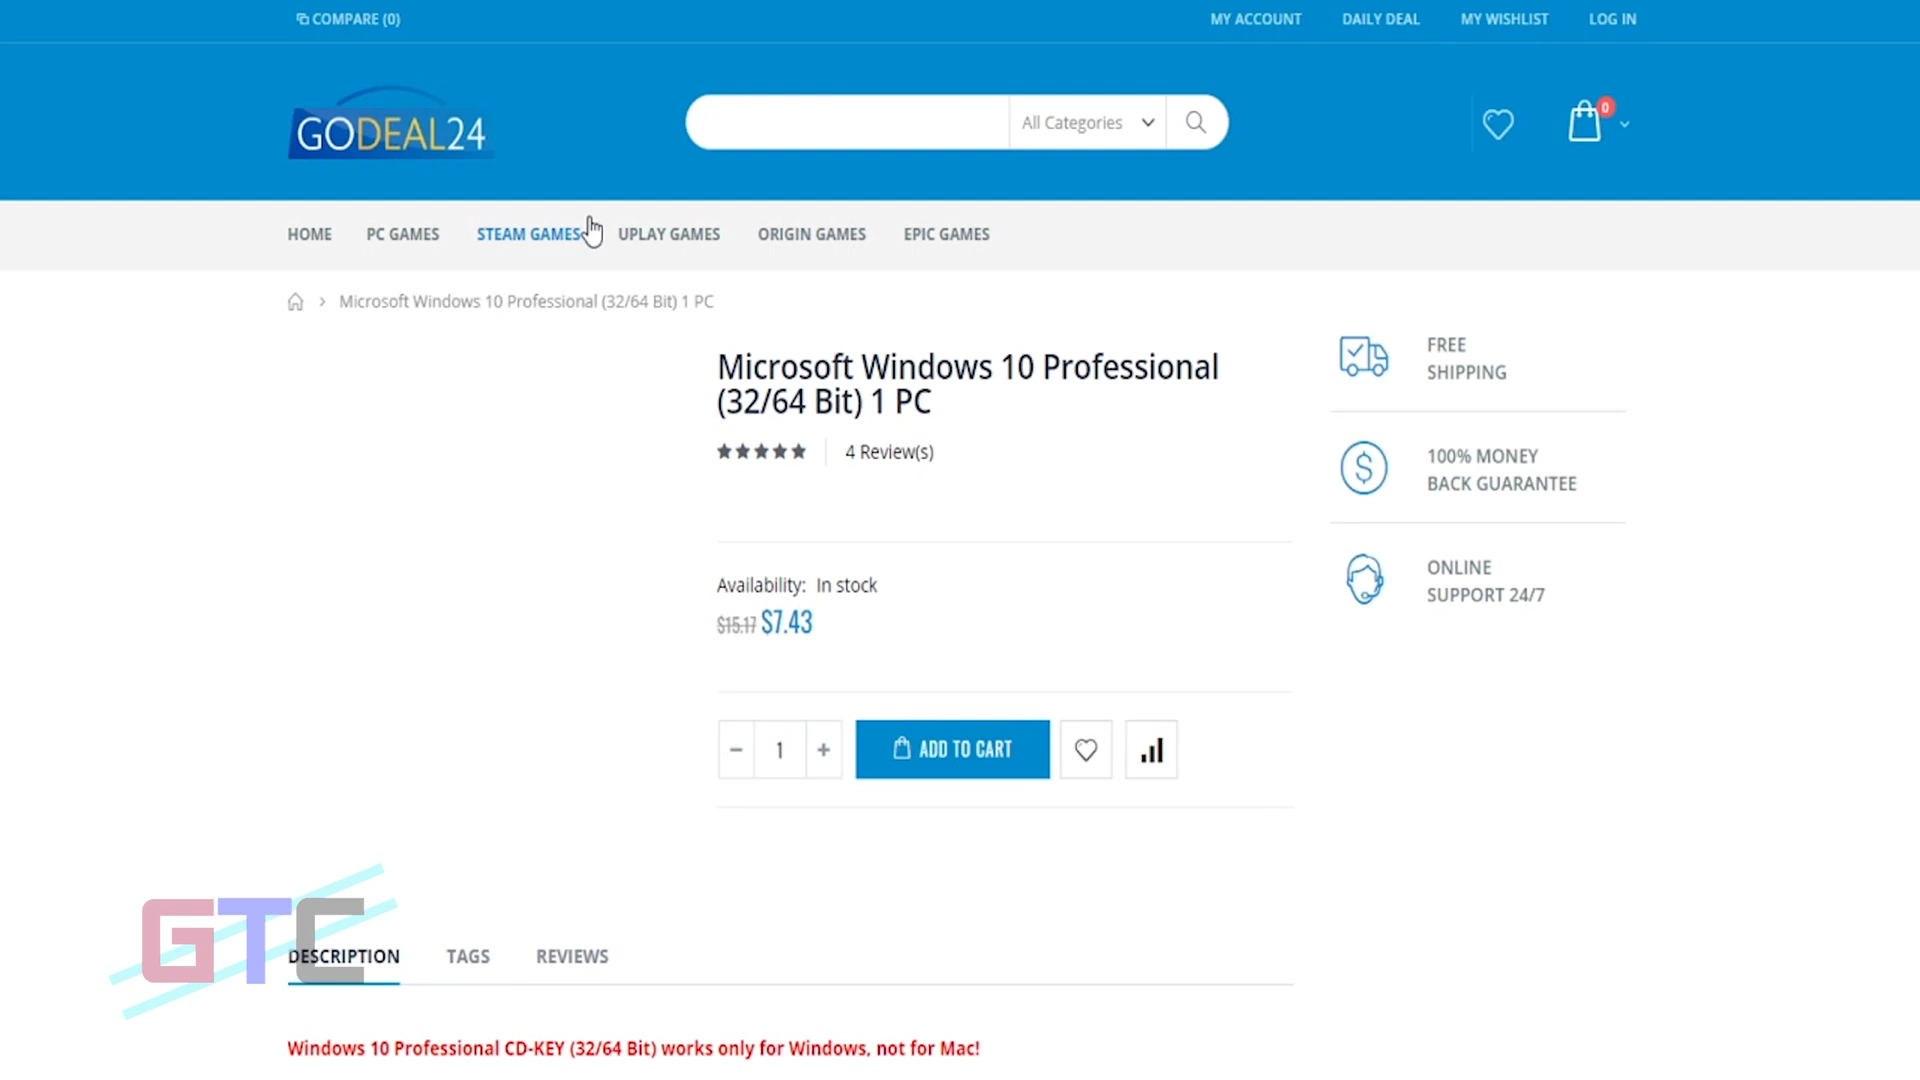 COMPARE (0)
MY ACCOUNT
DAILY DEAL
MY WISHLIST
LOG IN
GODEAL24
All Categories
0
HOME
PC GAMES
STEAM GAMES
UPLAY GAMES
ORIGIN GAMES
EPIC GAMES
Microsoft Windows 10 Professional (32/64 Bit) 1 PC
Microsoft Windows 10 Professional
(32/64 Bit) 1 PC
4 Review(s)
Availability: In stock
$15.17 $7.43
- 1 +
ADD TO CART
FREE
SHIPPING
100% MONEY
BACK GUARANTEE
ONLINE
SUPPORT 24/7
GTC
DESCRIPTION
TAGS
REVIEWS
Windows 10 Professional CD-KEY (32/64 Bit) works only for Windows, not for Mac!